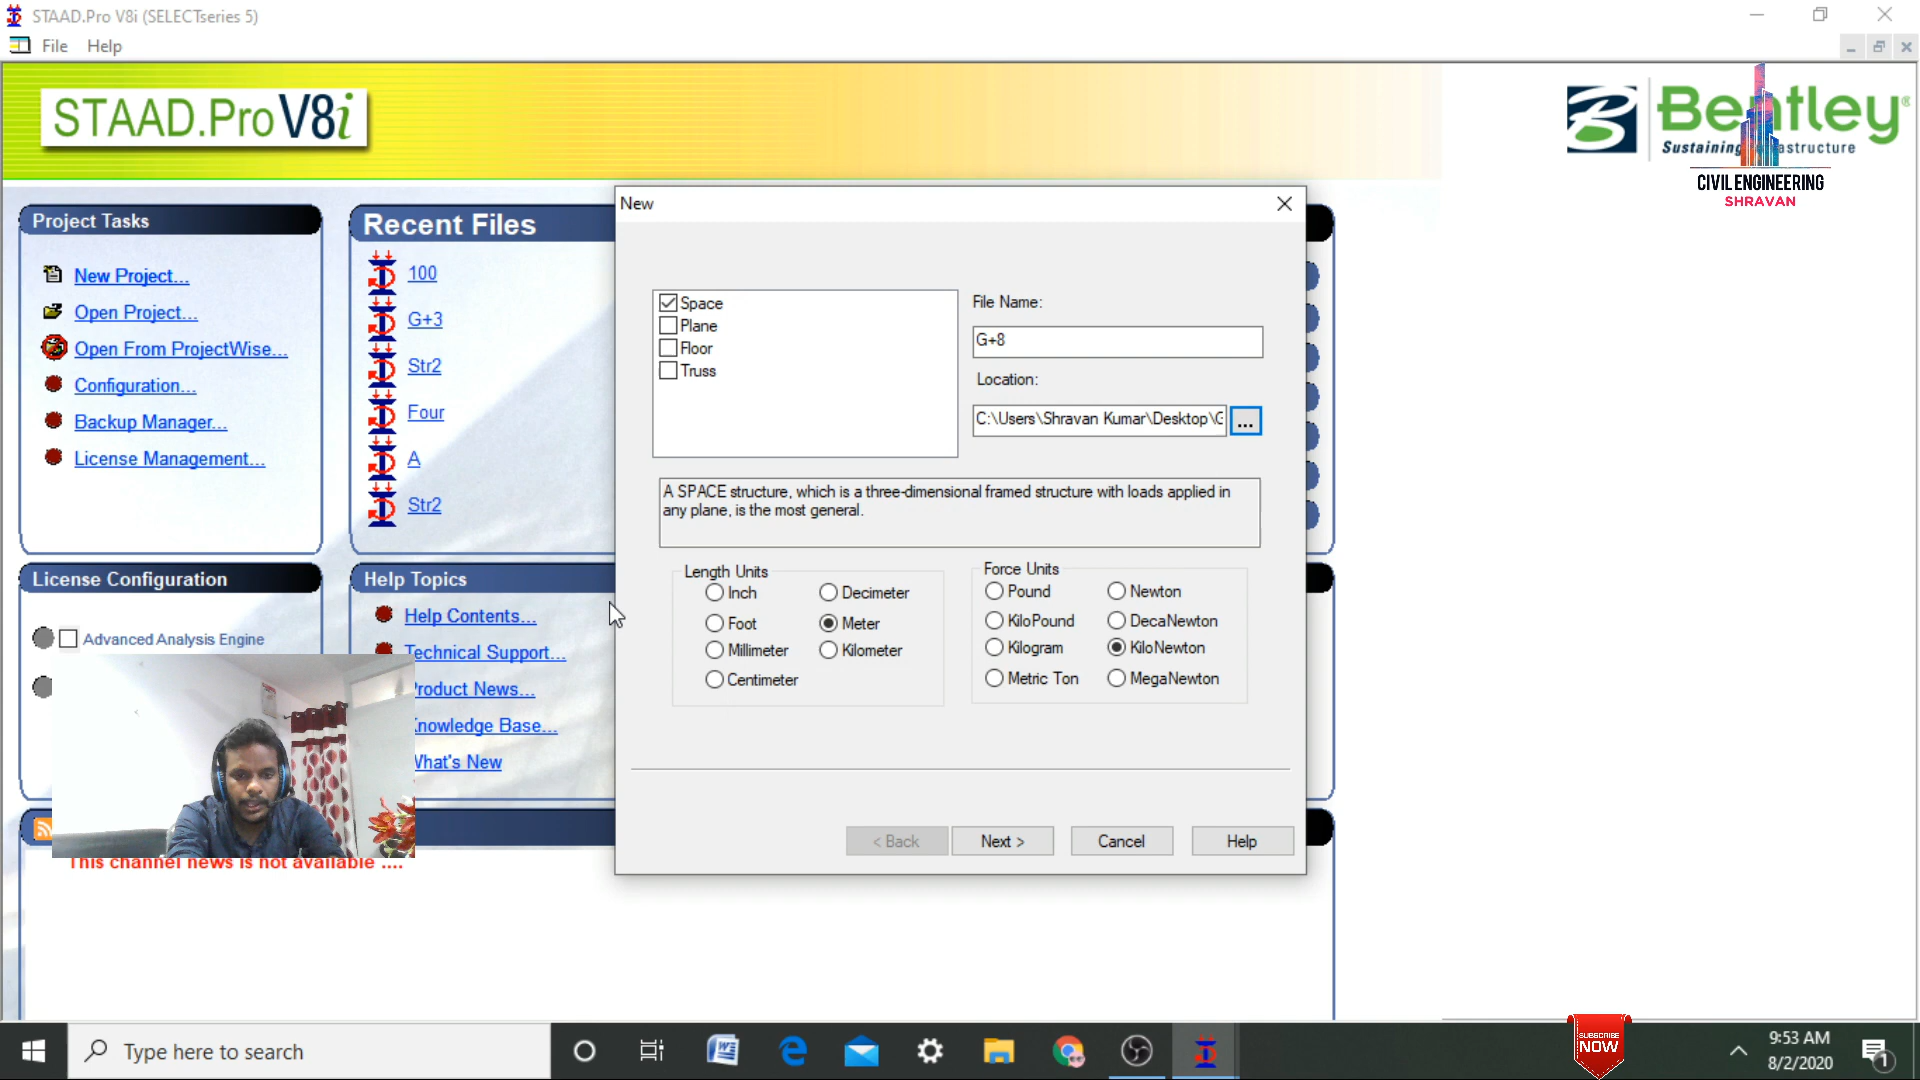 STAAD.Pro V8i (SELECTseries 5)
File Help
STAAD.Pro V8i
Bentley®
Sustaining
astructure
CIVIL ENGINEERING
SHRAVAN
Project Tasks
New Project...
Open Project...
Open From ProjectWise...
Configuration...
Backup Manager...
License Management...
Recent Files
100
G+3
Str2
Four
A
Str2
License Configuration
Advanced Analysis Engine
Help Topics
Help Contents...
Technical Support...
Product News...
Knowledge Base...
What's New
This channel news is not available ....
New
Space
Plane
Floor
Truss
File Name:
G+8
Location:
C:\Users\Shravan Kumar\Desktop\G
...
A SPACE structure, which is a three-dimensional framed structure with loads applied in
any plane, is the most general.
Length Units
Inch Decimeter
Foot Meter
Millimeter Kilometer
Centimeter
Force Units
Pound Newton
KiloPound DecaNewton
Kilogram KiloNewton
Metric Ton MegaNewton
< Back Next > Cancel Help
Type here to search
SUBSCRIBE
NOW
9:53 AM
8/2/2020
1